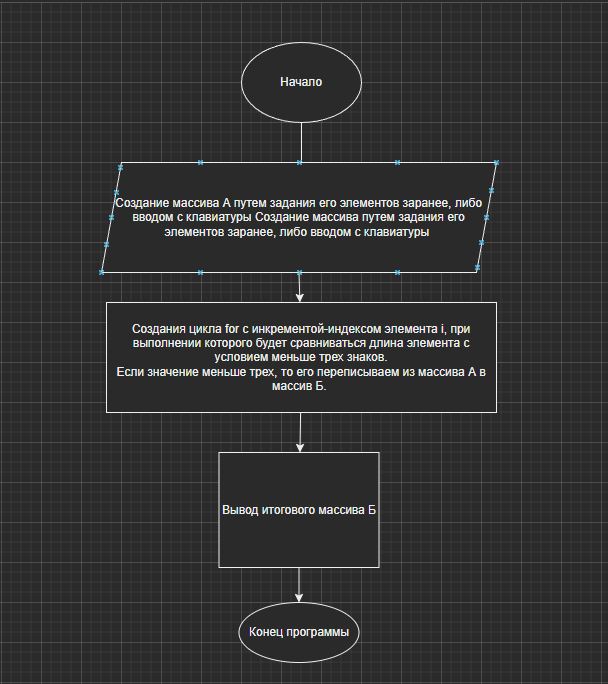 Начало
Создание массива А путем задания его элементов заранее, либо
вводом с клавиатуры Создание массива путем задания его
элементов заранее, либо вводом с клавиатуры
Создания цикла for с инкрементой-индексом элемента i, при
выполнении которого будет сравниваться длина элемента с
условием меньше трех знаков.
Если значение меньше трех, то его переписываем из массива А в
массив Б.
Вывод итогового массива Б
Конец программы